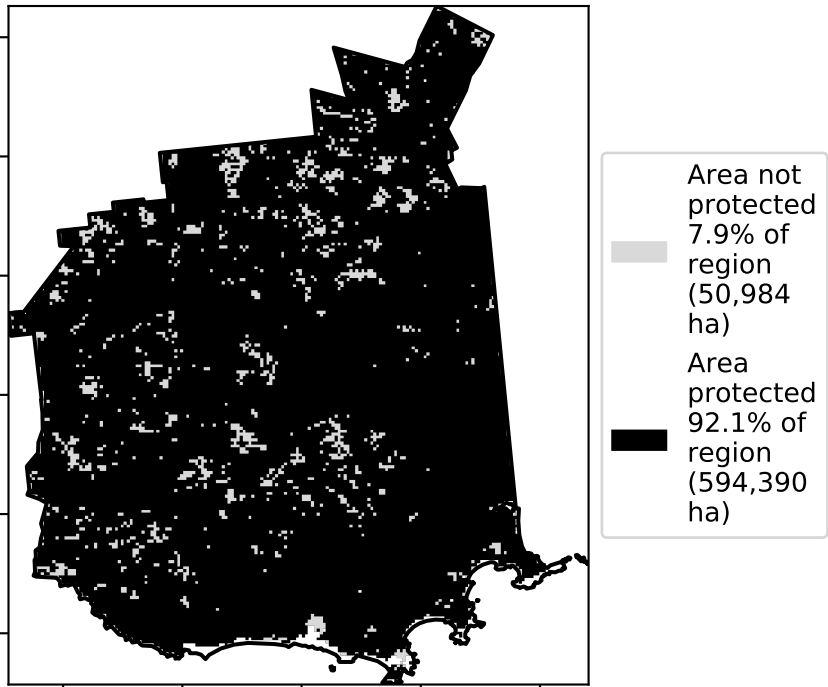 Area not
protected
7.9% of
region
(50,984
ha)
Area
protected
92.1% of
region
(594,390
ha)